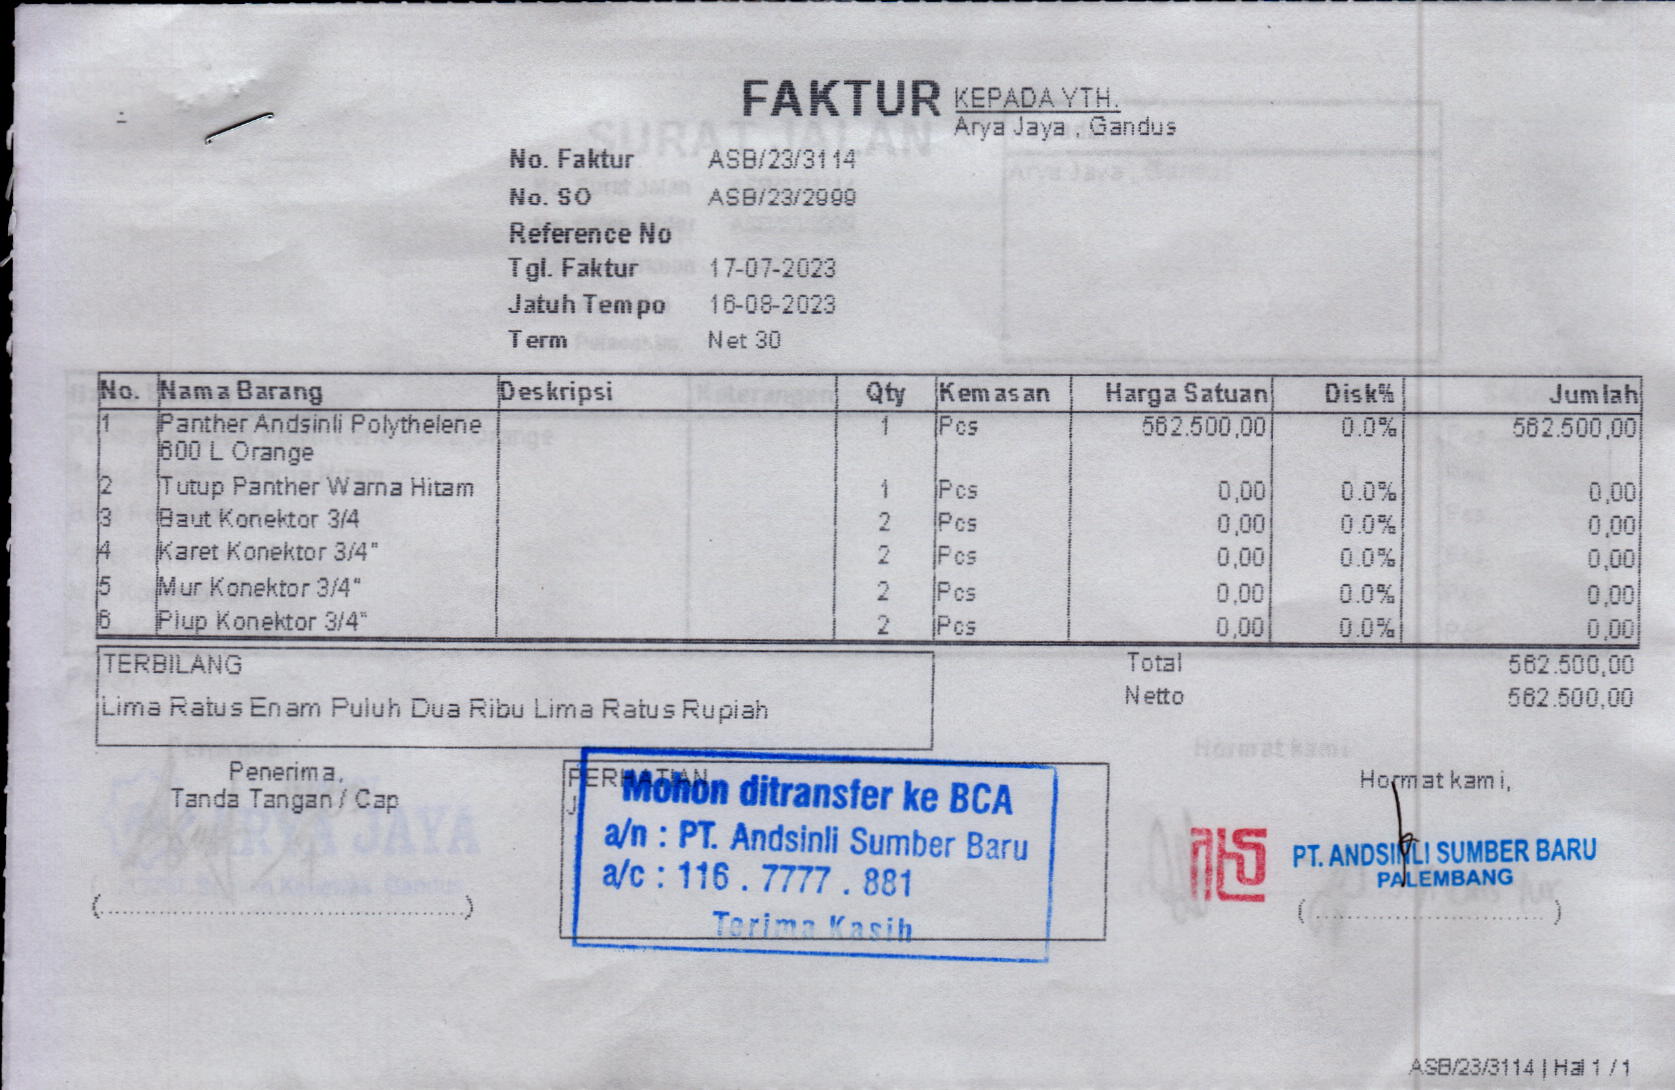 FAKTUR
KEPADA YTH.
Arya Jaya , Gandus
No. Faktur ASB/23/3114
No. SO ASB/23/2999
Reference No
Tgl. Faktur 17-07-2023
Jatuh Tempo 16-08-2023
Term Net 30
No. Nama Barang Deskripsi Qty Kemasan Harga Satuan Disk% Jumlah
1 Panther Andsinli Polythelene 1 Pcs 562.500,00 0.0% 562.500,00
600 L Orange
2 Tutup Panther Warna Hitam 1 Pcs 0,00 0.0% 0,00
3 Baut Konektor 3/4 2 Pcs 0,00 0.0% 0,00
4 Karet Konektor 3/4" 2 Pcs 0,00 0.0% 0,00
5 Mur Konektor 3/4" 2 Pcs 0,00 0.0% 0,00
6 Plup Konektor 3/4" 2 Pcs 0,00 0.0% 0,00
TERBILANG
Lima Ratus Enam Puluh Dua Ribu Lima Ratus Rupiah
Total 562.500,00
Netto 562.500,00
Penerima,
Tanda Tangan / Cap
(..........................................)
PERHATIAN
Mohon ditransfer ke BCA
a/n : PT. Andsinli Sumber Baru
a/c : 116 . 7777 . 881
Terima Kasih
Hormat kami,
PT. ANDSINLI SUMBER BARU
PALEMBANG
(............................)
ASB/23/3114 | Hal 1 / 1
SURAT JALAN
ARYA JAYA